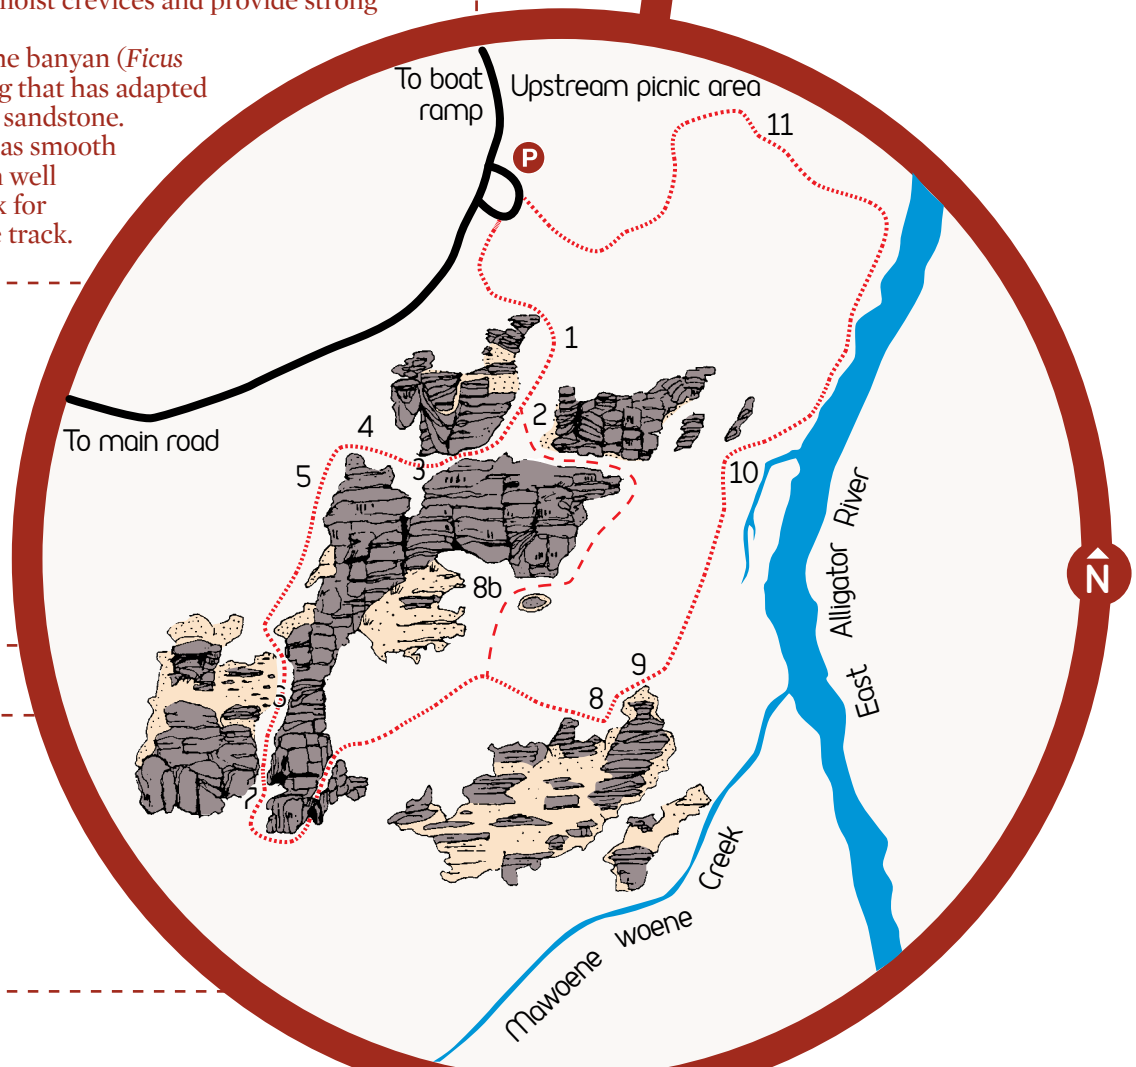 moist crevices and provide strong
ne banyan (Ficus
g that has adapted
sandstone.
as smooth
well
k for
track.
To boat
ramp
Upstream picnic area
P
11
1
To main road
2
4
3
5
10
8b
East Alligator River
N
9
8
Mawoene woene Creek